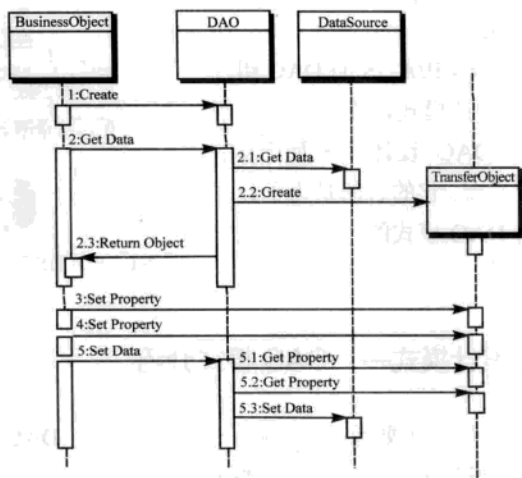 BusinessObject
DAO
DataSource
1:Create
2:Get Data
2.1:Get Data
2.2:Greate
TransferObject
2.3:Return Object
3:Set Property
4:Set Property
5:Set Data
5.1:Get Property
5.2:Get Property
5.3:Set Data